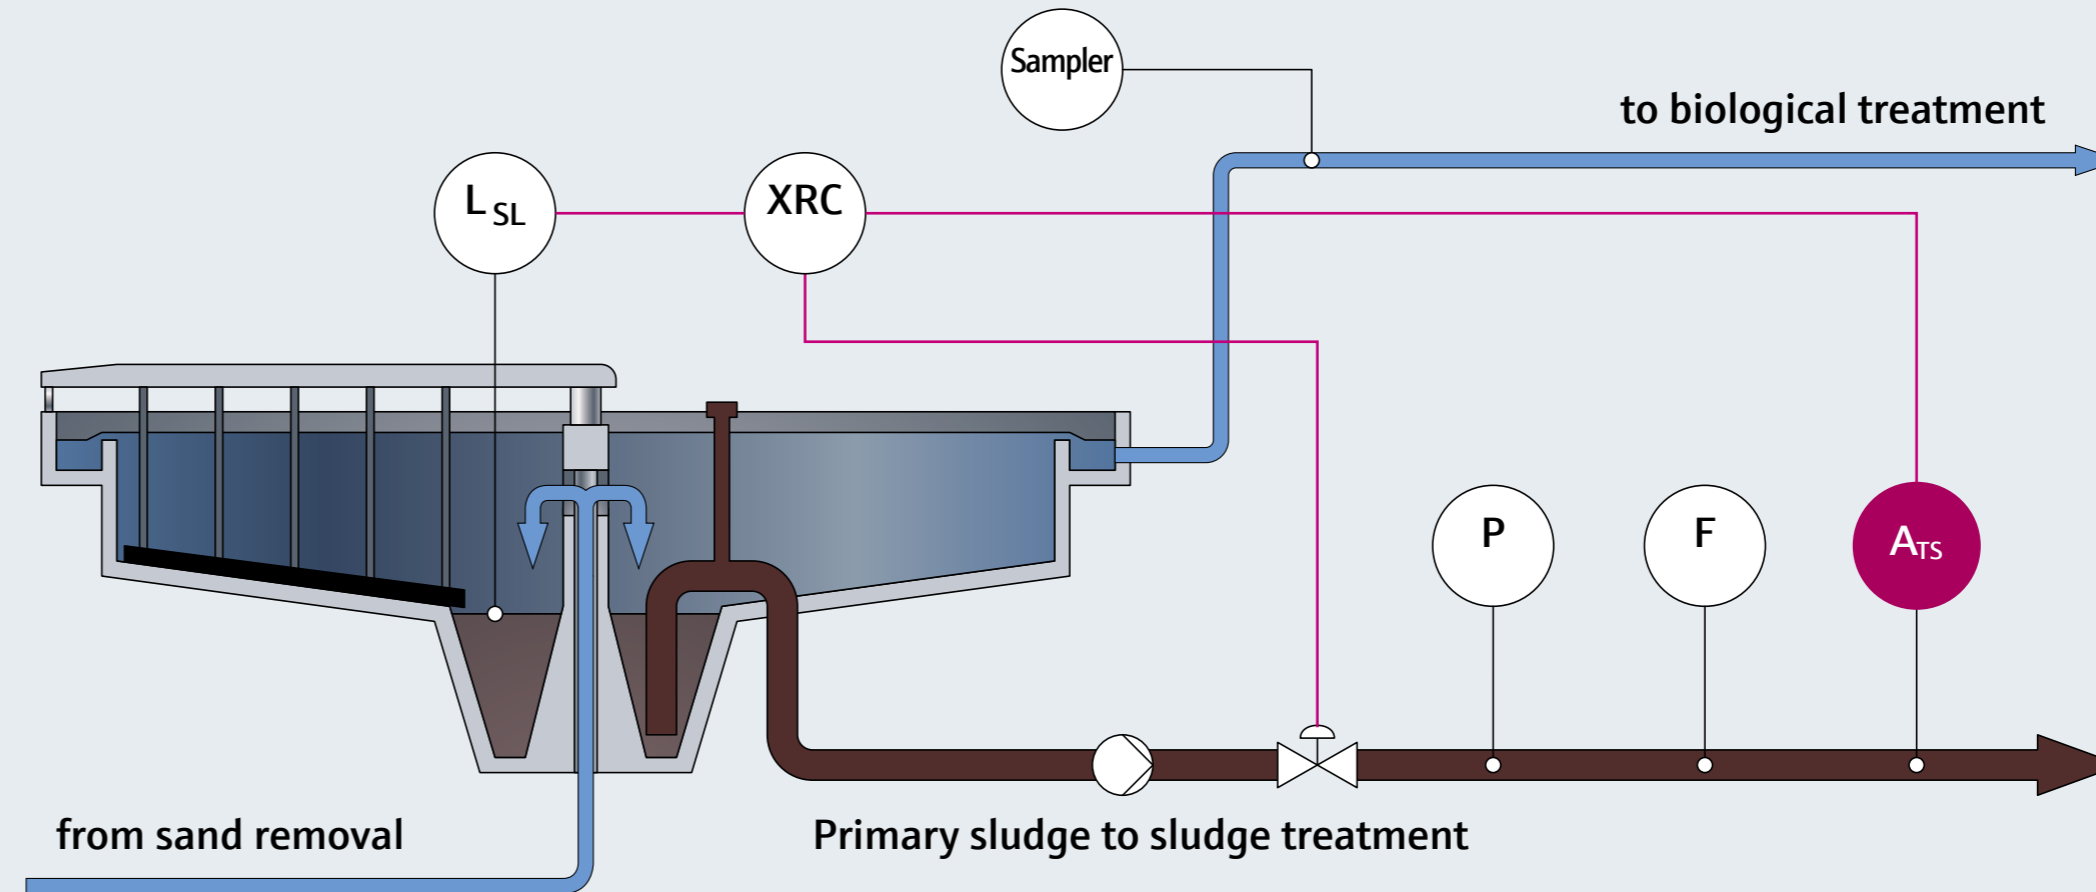 Sampler
to biological treatment
L SL
XRC
P
F
ATS
from sand removal
Primary sludge to sludge treatment